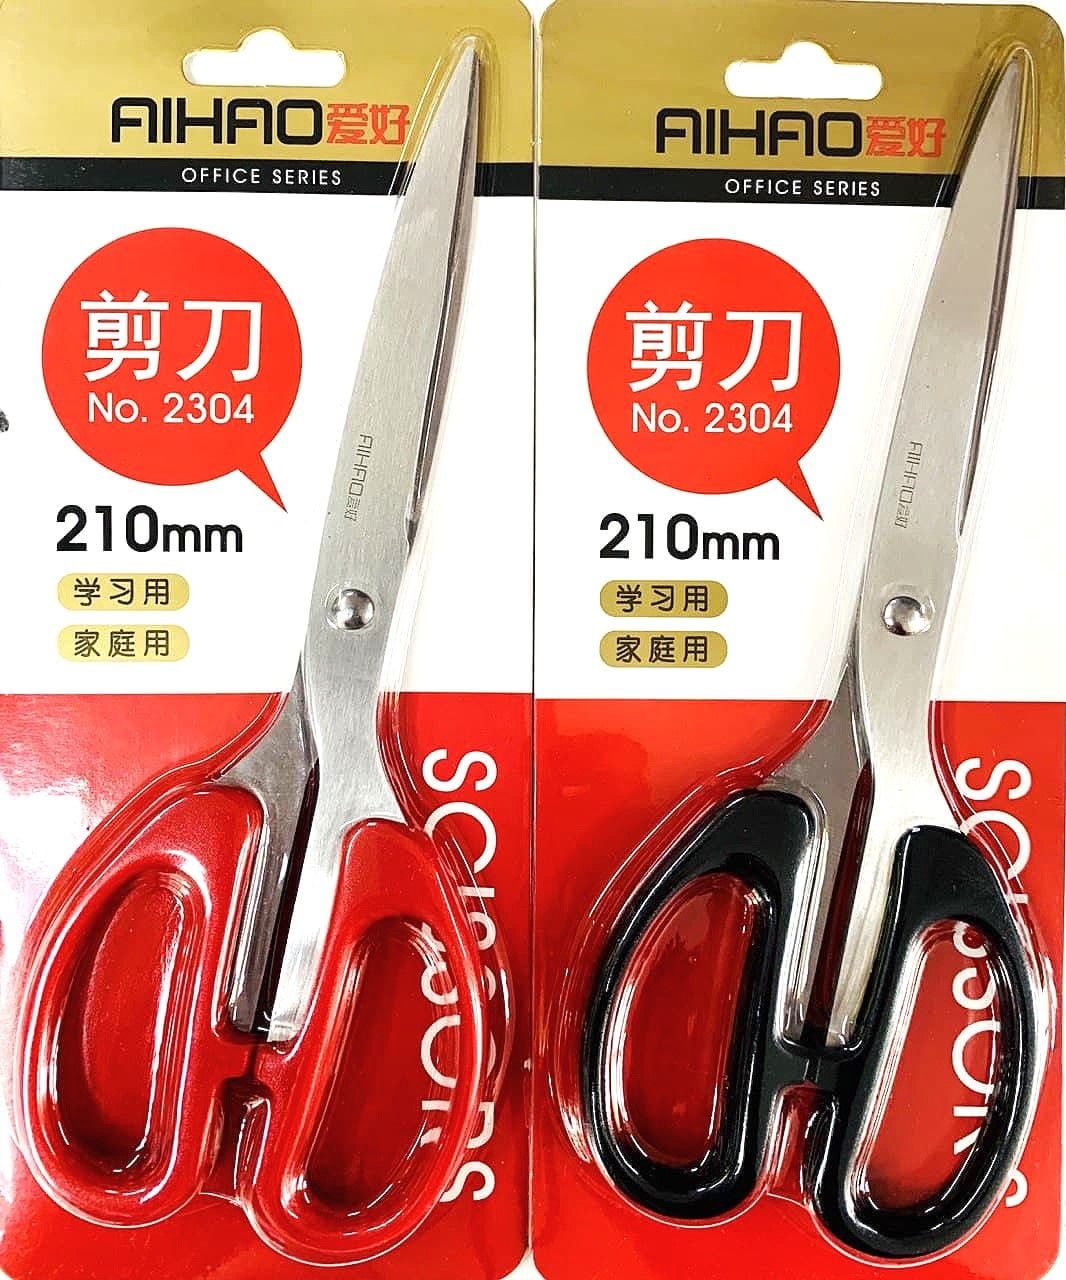 AIHAO爱好
OFFICE SERIES
剪刀
No. 2304
AIHAO爱好
210mm
学习用
家庭用
SCISSORS
AIHAO爱好
OFFICE SERIES
剪刀
No. 2304
AIHAO爱好
210mm
学习用
家庭用
SCISSORS